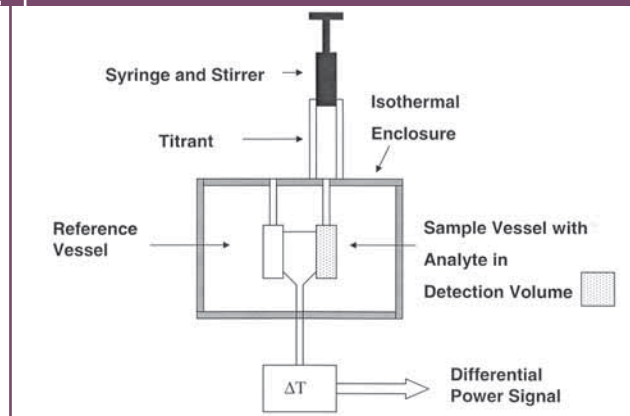 Syringe and Stirrer
Isothermal
Enclosure
Titrant
Reference
Vessel
Sample Vessel with
Analyte in
Detection Volume
ΔT
Differential
Power Signal